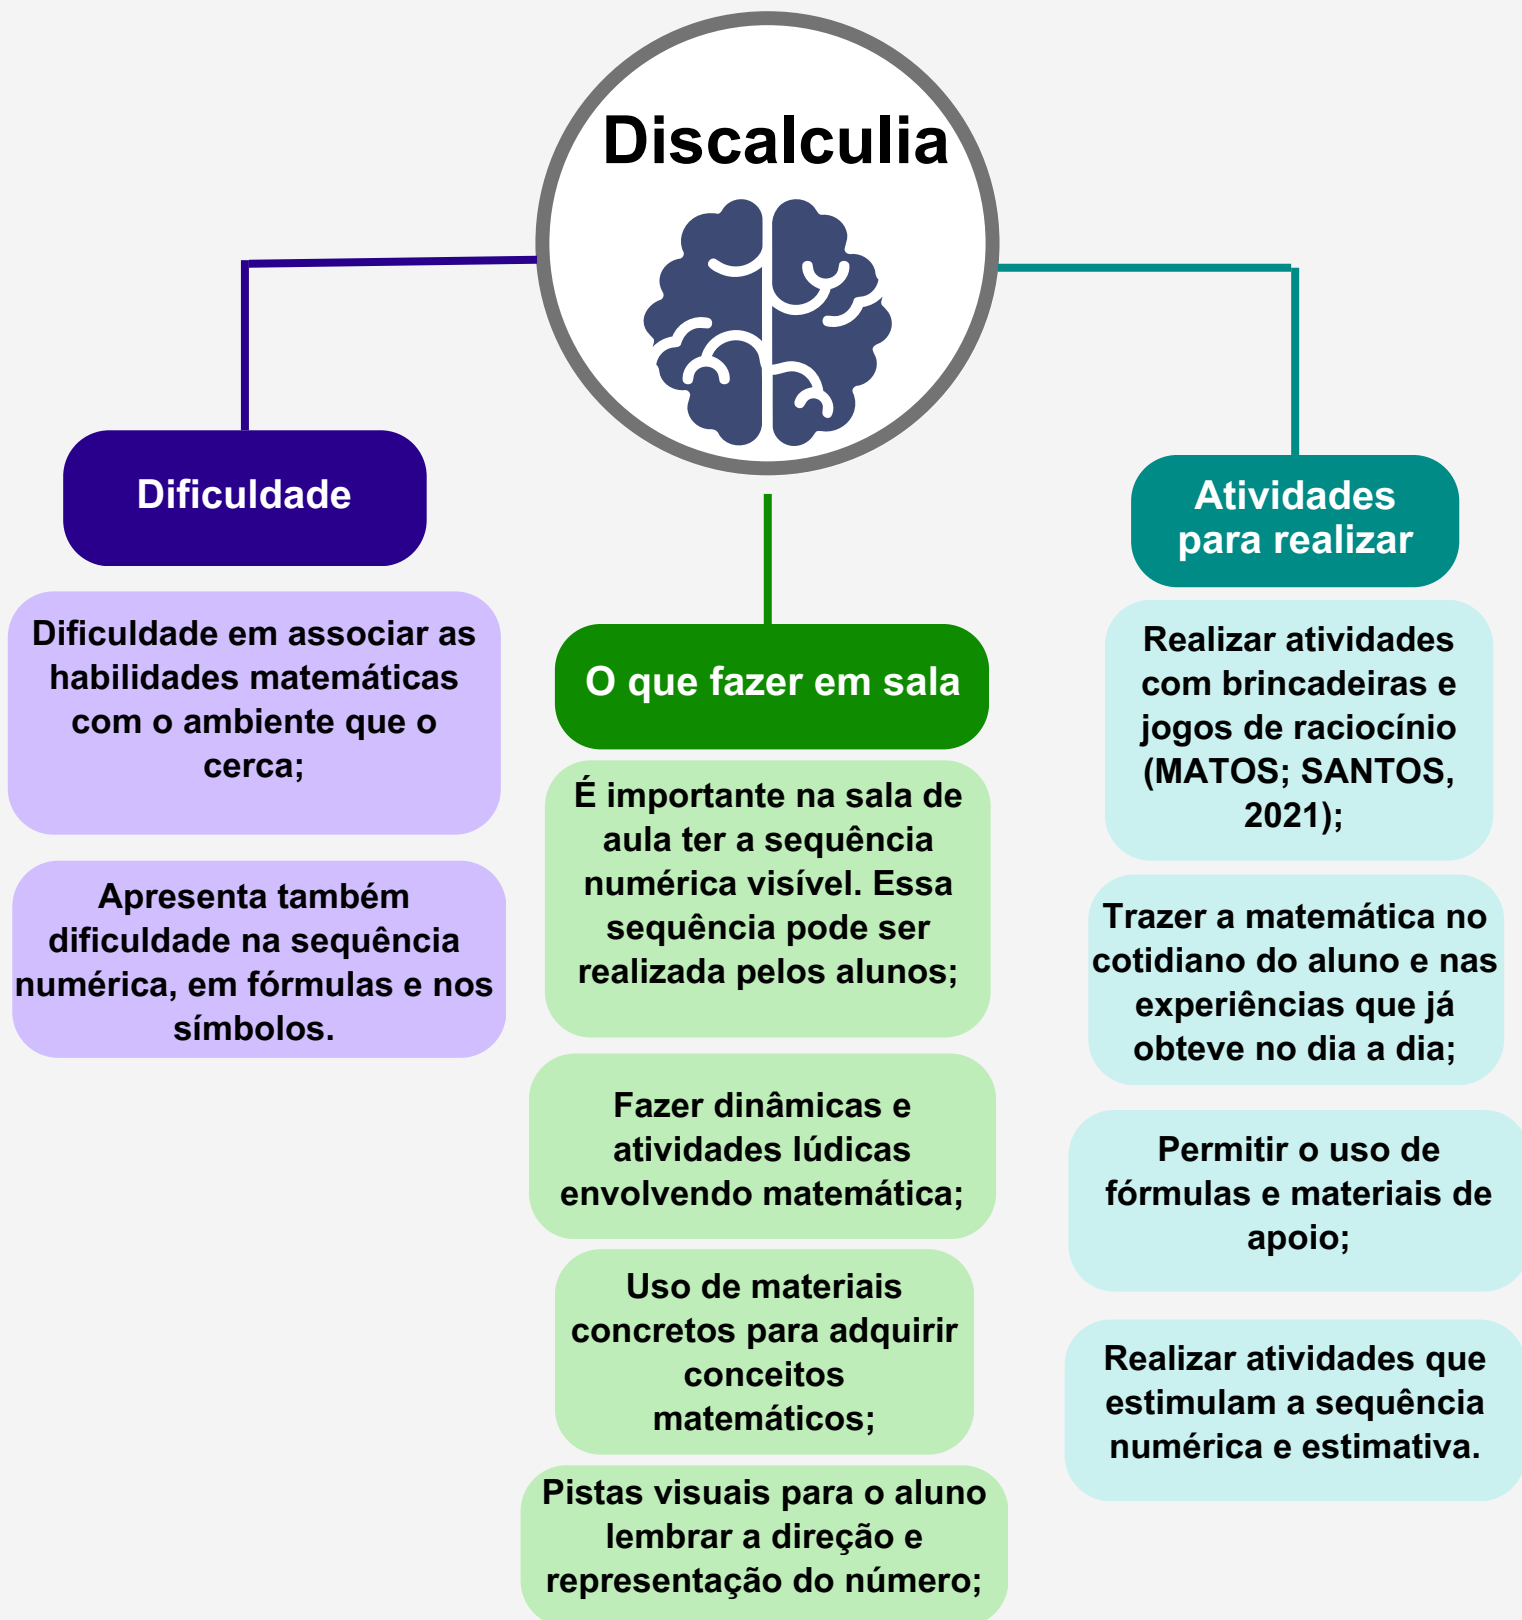 Discalculia
Dificuldade
Dificuldade em associar as
habilidades matemáticas
com o ambiente que o
cerca;
Apresenta também
dificuldade na sequência
numérica, em fórmulas e nos
símbolos.
O que fazer em sala
É importante na sala de
aula ter a sequência
numérica visível. Essa
sequência pode ser
realizada pelos alunos;
Fazer dinâmicas e
atividades lúdicas
envolvendo matemática;
Uso de materiais
concretos para adquirir
conceitos
matemáticos;
Pistas visuais para o aluno
lembrar a direção e
representação do número;
Atividades
para realizar
Realizar atividades
com brincadeiras e
jogos de raciocínio
(MATOS; SANTOS,
2021);
Trazer a matemática no
cotidiano do aluno e nas
experiências que já
obteve no dia a dia;
Permitir o uso de
fórmulas e materiais de
apoio;
Realizar atividades que
estimulam a sequência
numérica e estimativa.